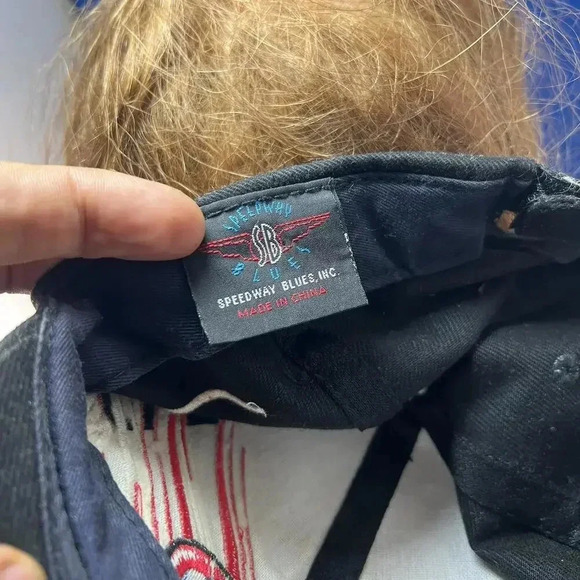 SPEEDWAY
SB
BLUES
SPEEDWAY BLUES, INC.
MADE IN CHINA